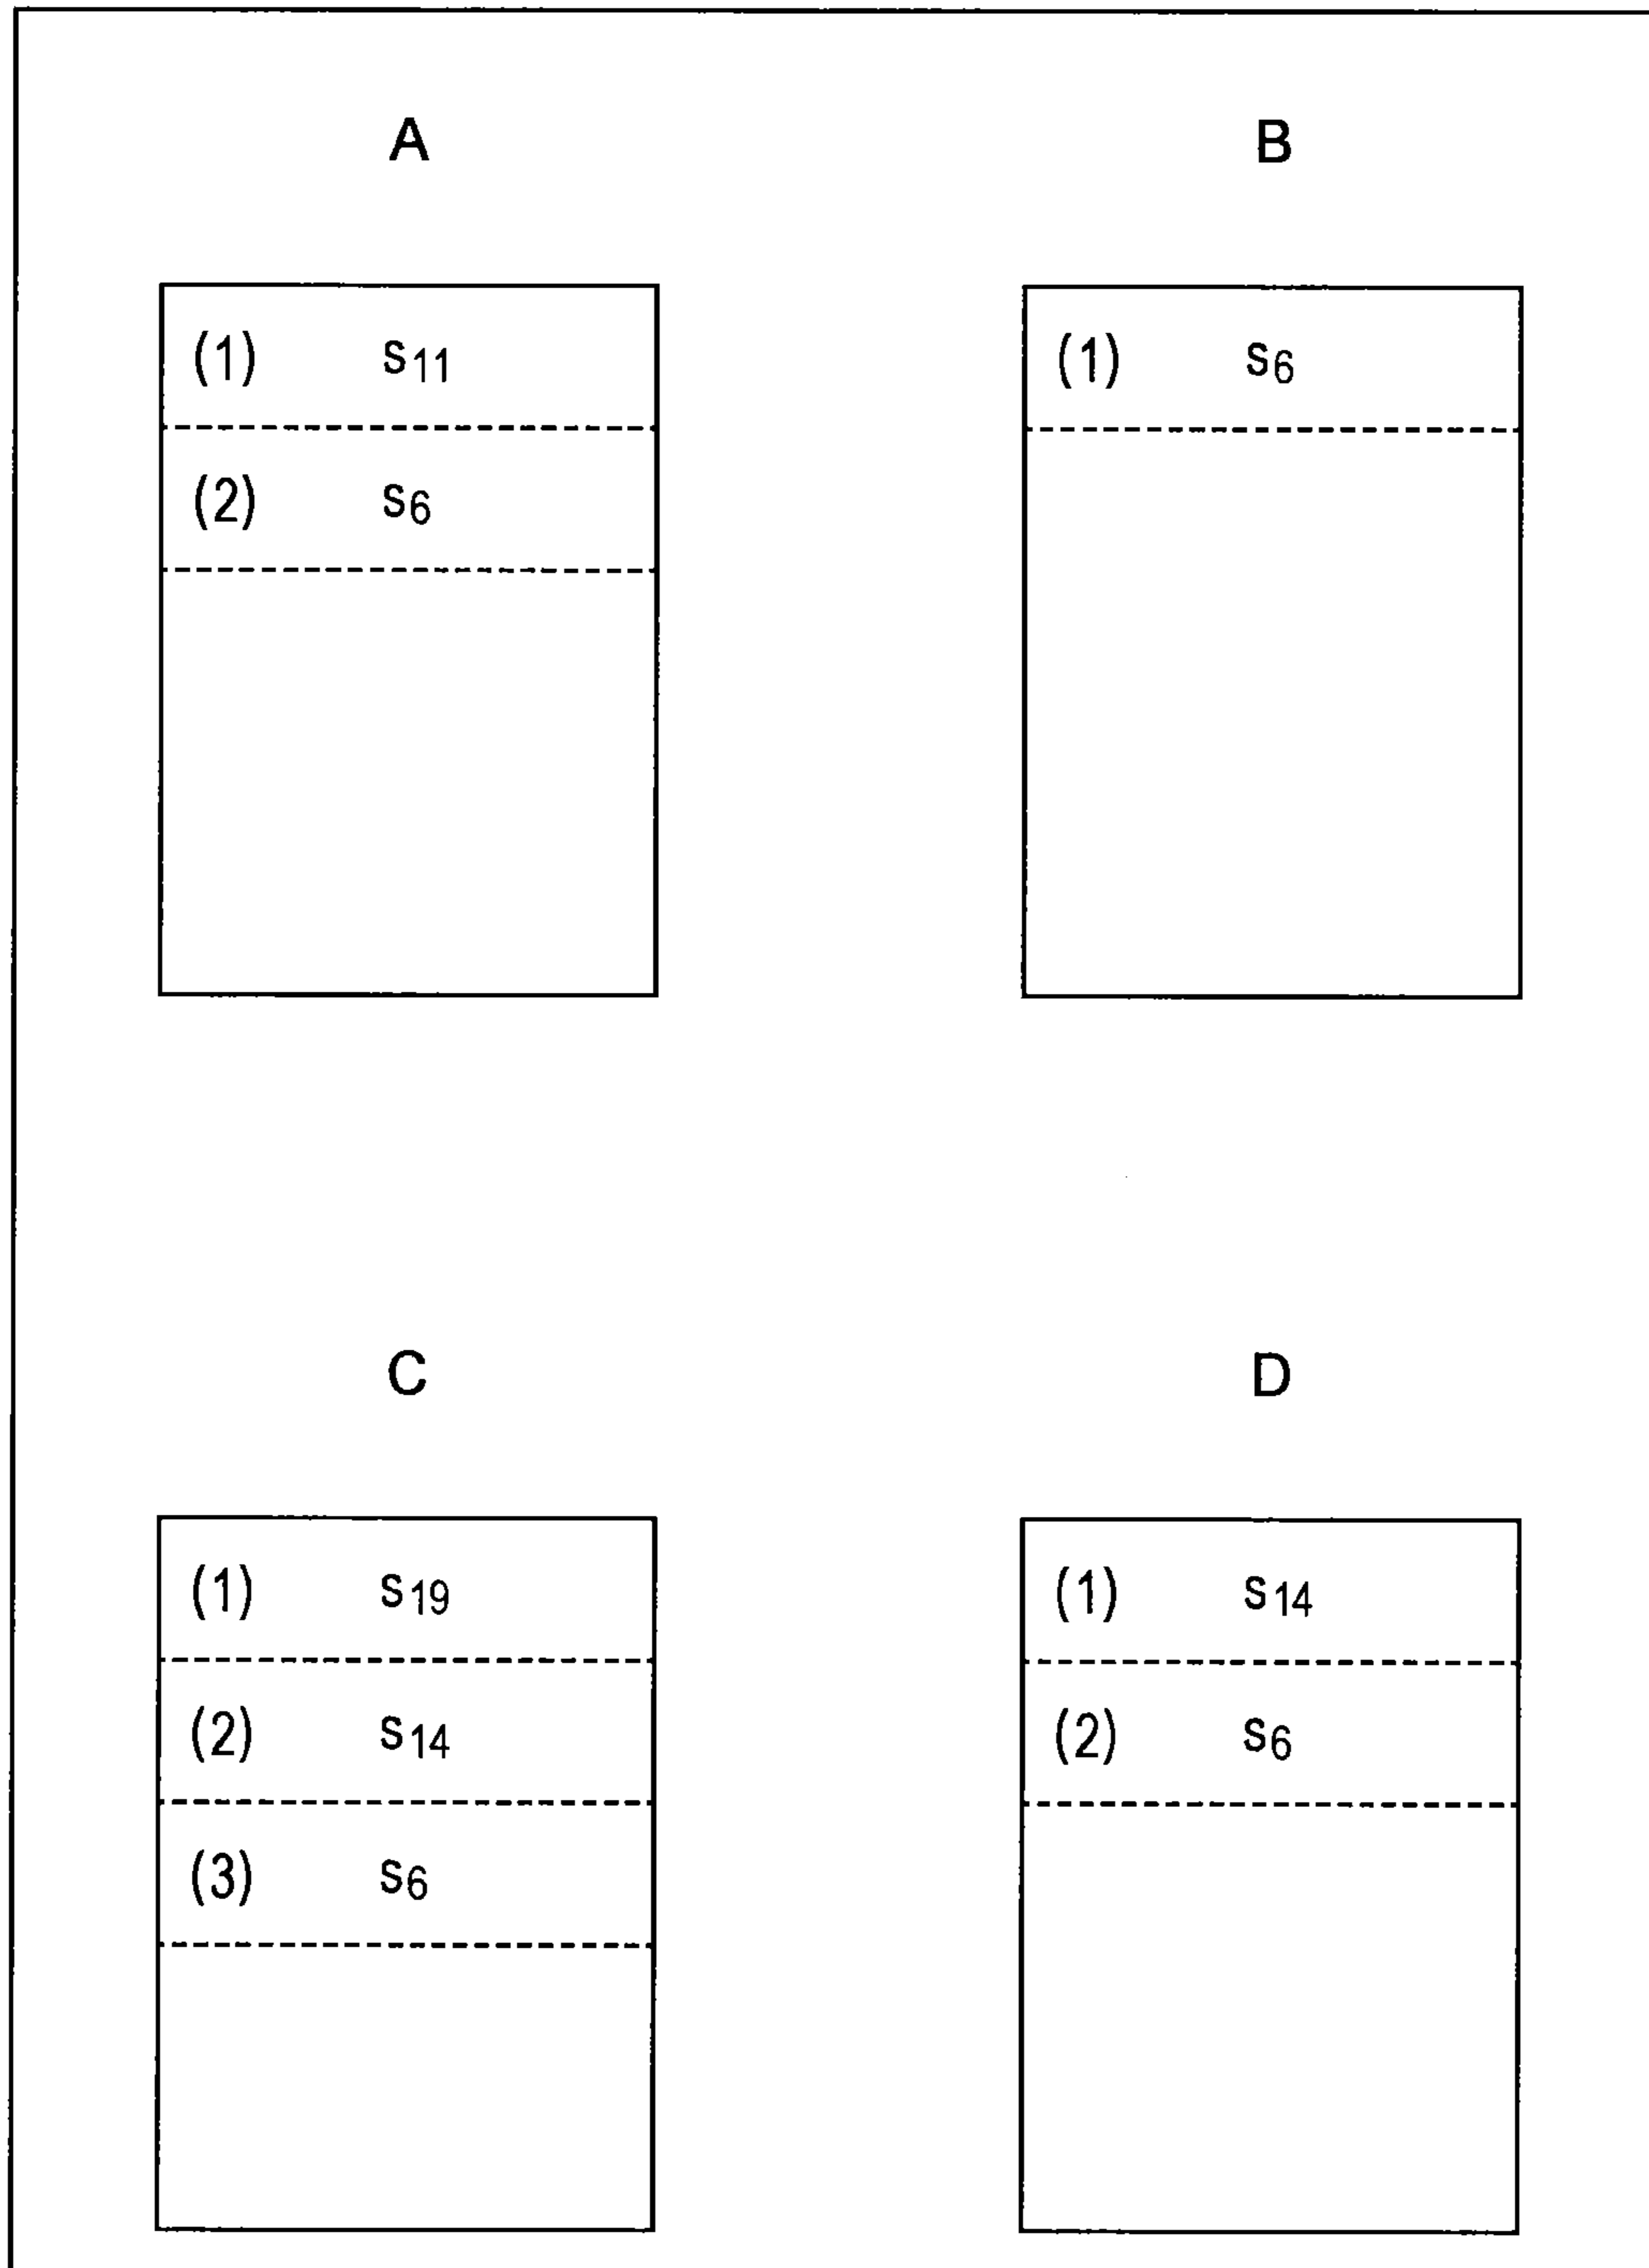 A
B
(1) s11
(1) s6
(2) s6
C
D
(1) s19
(1) s14
(2) s14
(2) s6
(3) s6